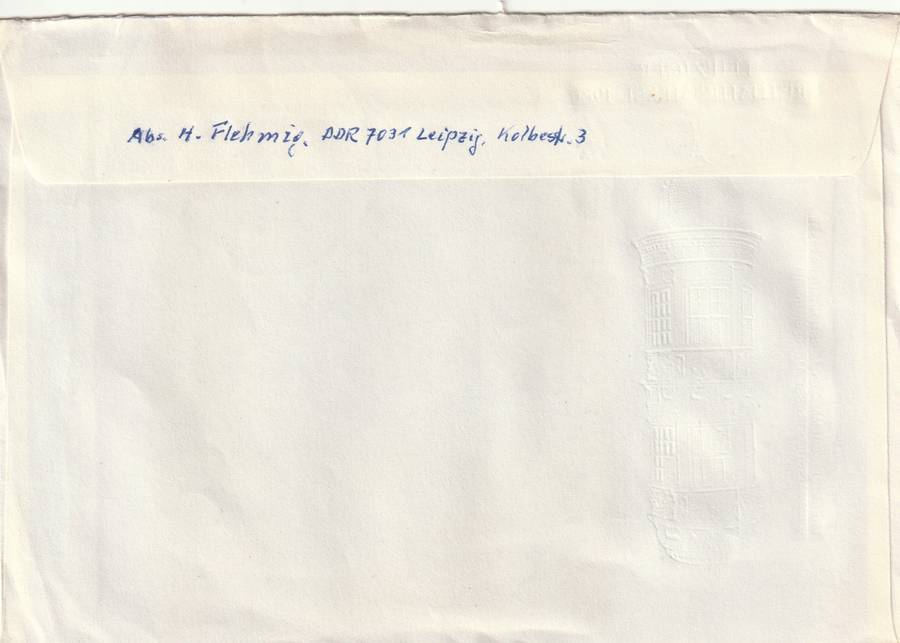 Abs. H. Flehmig, DDR 7031 Leipzig, Kolbestr. 3